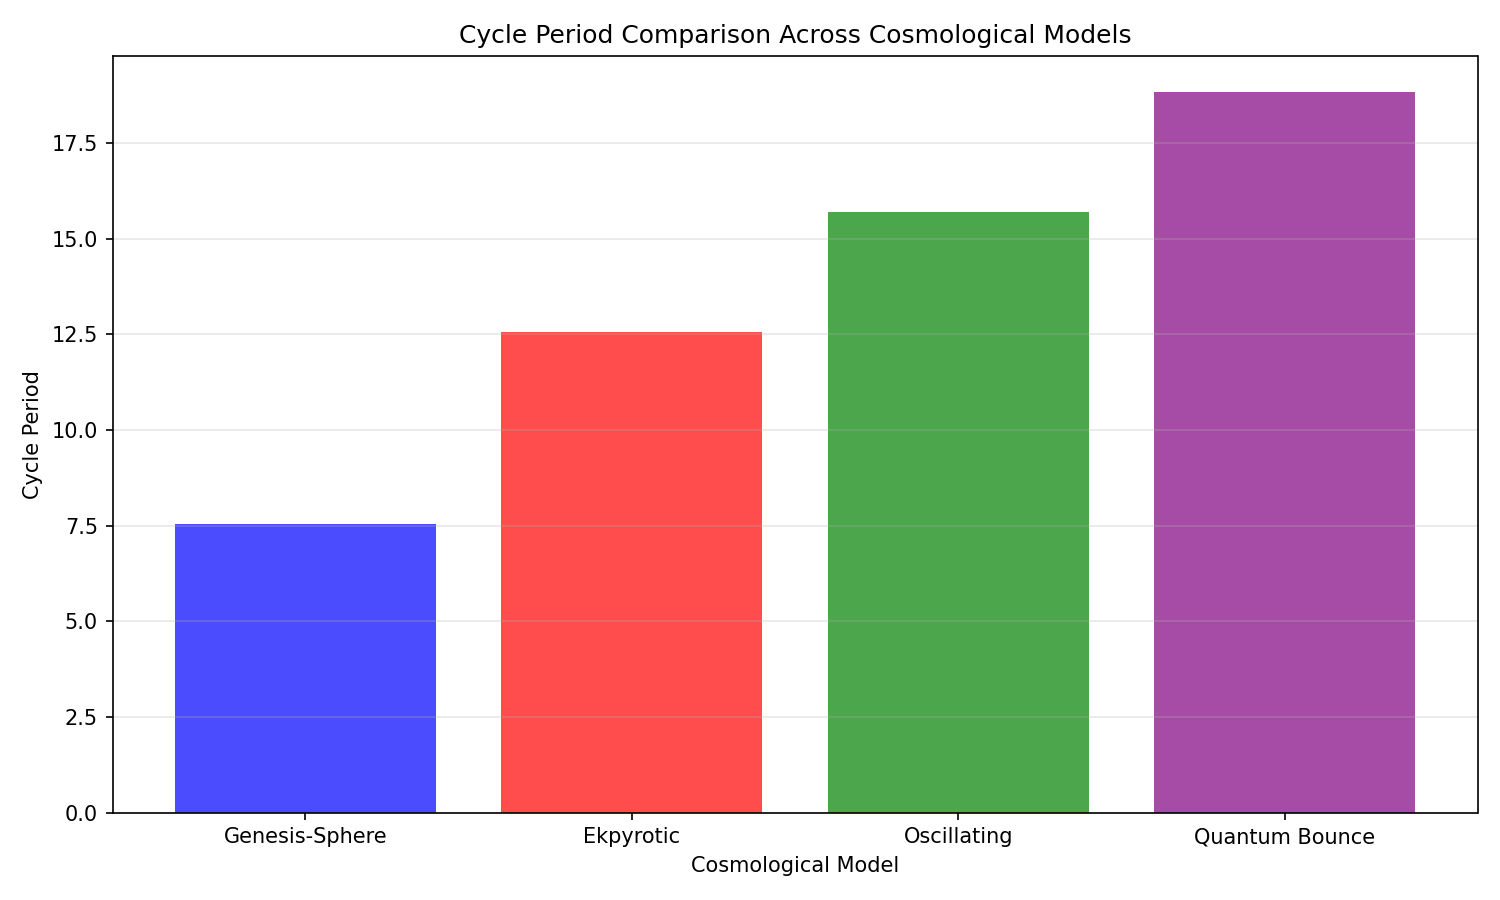 Cycle Period Comparison Across Cosmological Models
17.5
15.0
12.5
10.0
7.5
5.0
2.5
0.0
Cycle Period
Genesis-Sphere
Ekpyrotic
Oscillating
Quantum Bounce
Cosmological Model